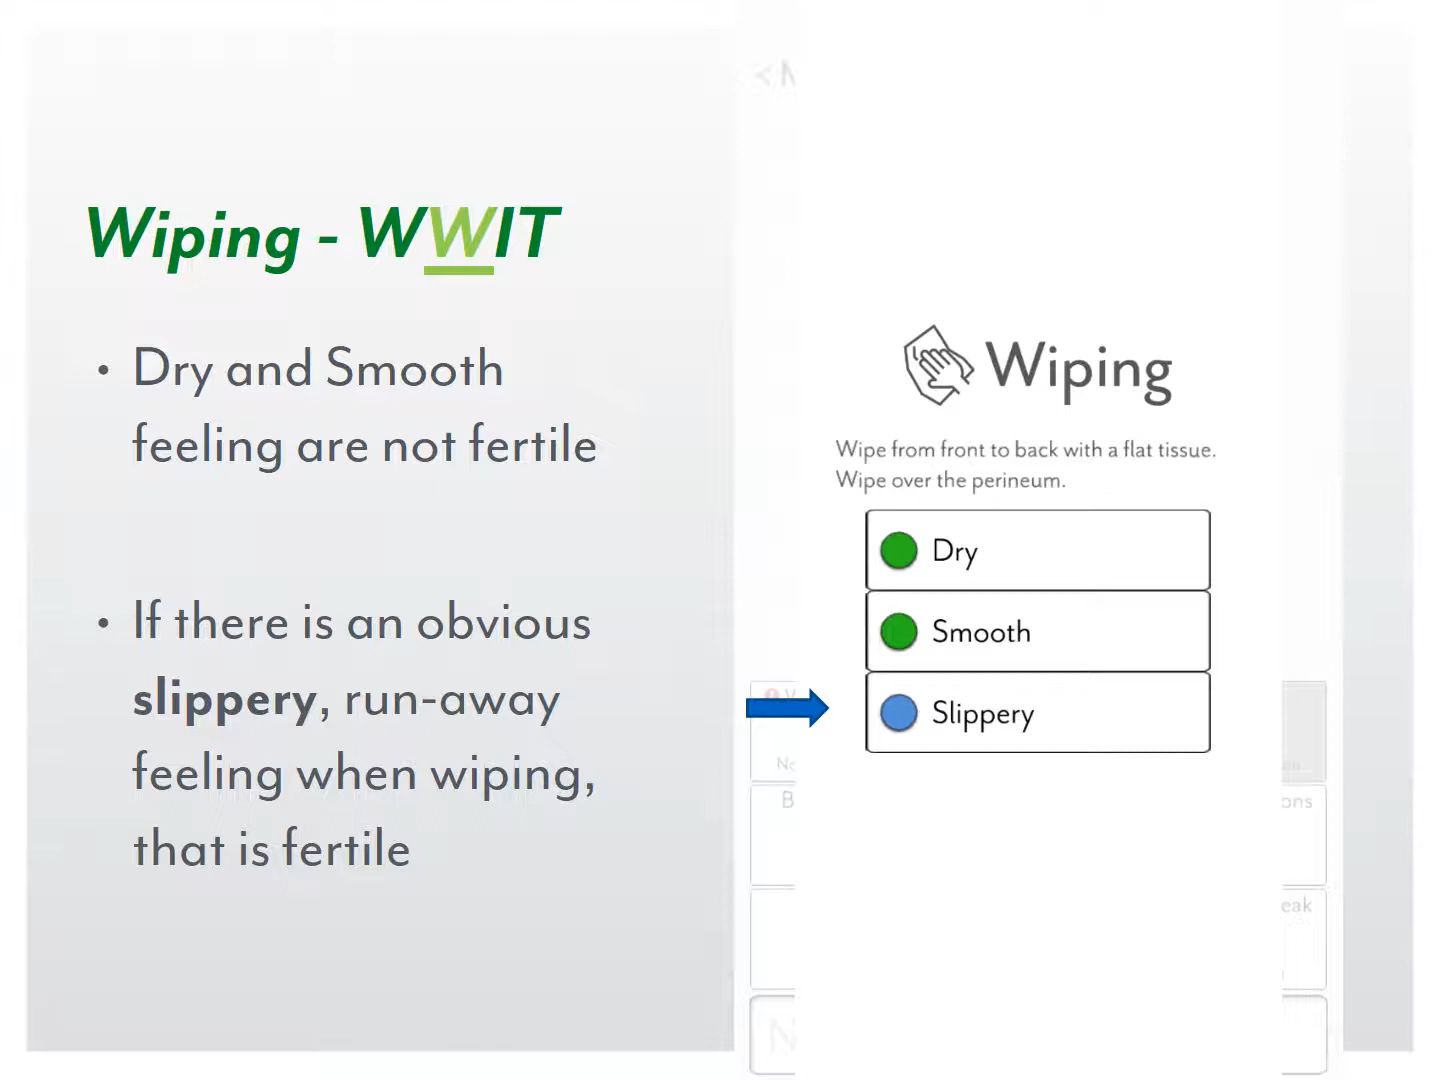 Wiping - WWIT
• Dry and Smooth
feeling are not fertile
• If there is an obvious
slippery, run-away
feeling when wiping,
that is fertile
Wiping
Wipe from front to back with a flat tissue.
Wipe over the perineum.
Dry
Smooth
Slippery